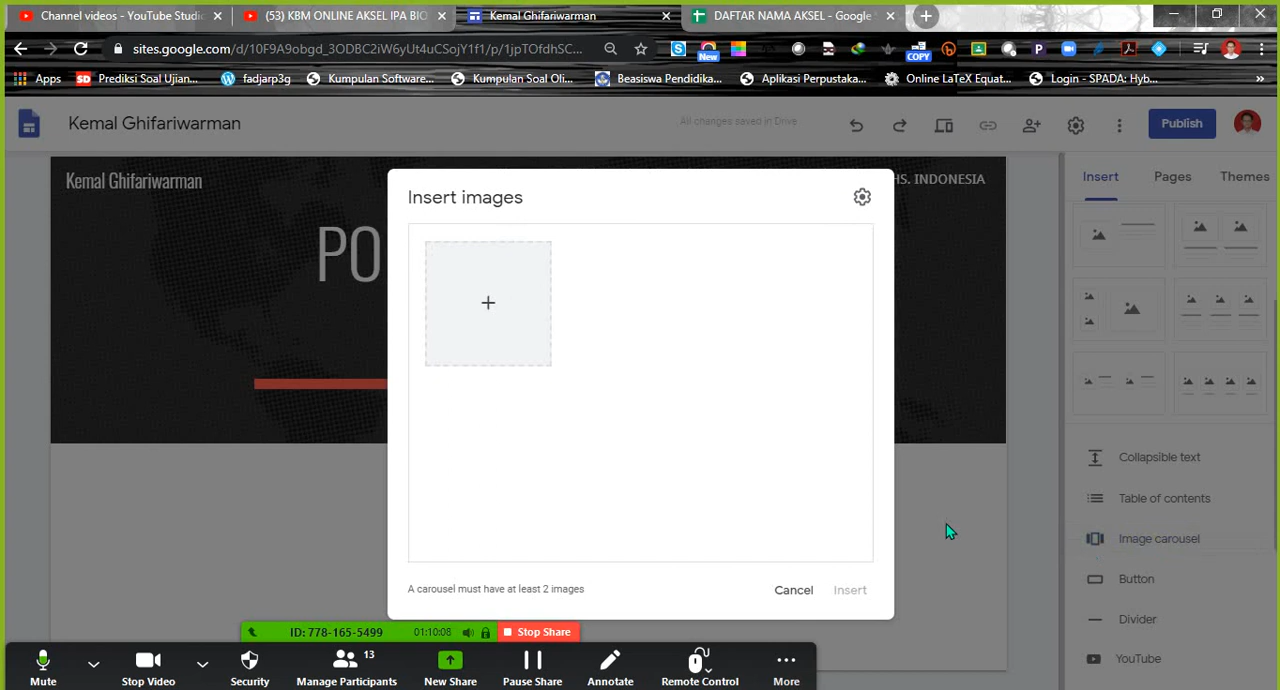 Channel videos - YouTube Studio
(53) KBM ONLINE AKSEL IPA BIO
Kemal Ghifariwarman
DAFTAR NAMA AKSEL - Google
sites.google.com/d/10F9A9obgd_3ODBC2iW6yUt4uCSojY1f1/p/1jpTOfdhSC...
New
COPY
Apps
SD
Prediksi Soal Ujian...
fadjarp3g
Kumpulan Software...
Kumpulan Soal Oli...
Beasiswa Pendidika...
Aplikasi Perpustaka...
Online LaTeX Equat...
Login - SPADA: Hyb...
Kemal Ghifariwarman
All changes saved in Drive
Publish
Kemal Ghifariwarman
HS. INDONESIA
PO
Insert images
A carousel must have at least 2 images
Cancel
Insert
Insert
Pages
Themes
Collapsible text
Table of contents
Image carousel
Button
Divider
YouTube
ID: 778-165-5499
01:10:08
Stop Share
Mute
Stop Video
Security
13
Manage Participants
New Share
Pause Share
Annotate
Remote Control
More